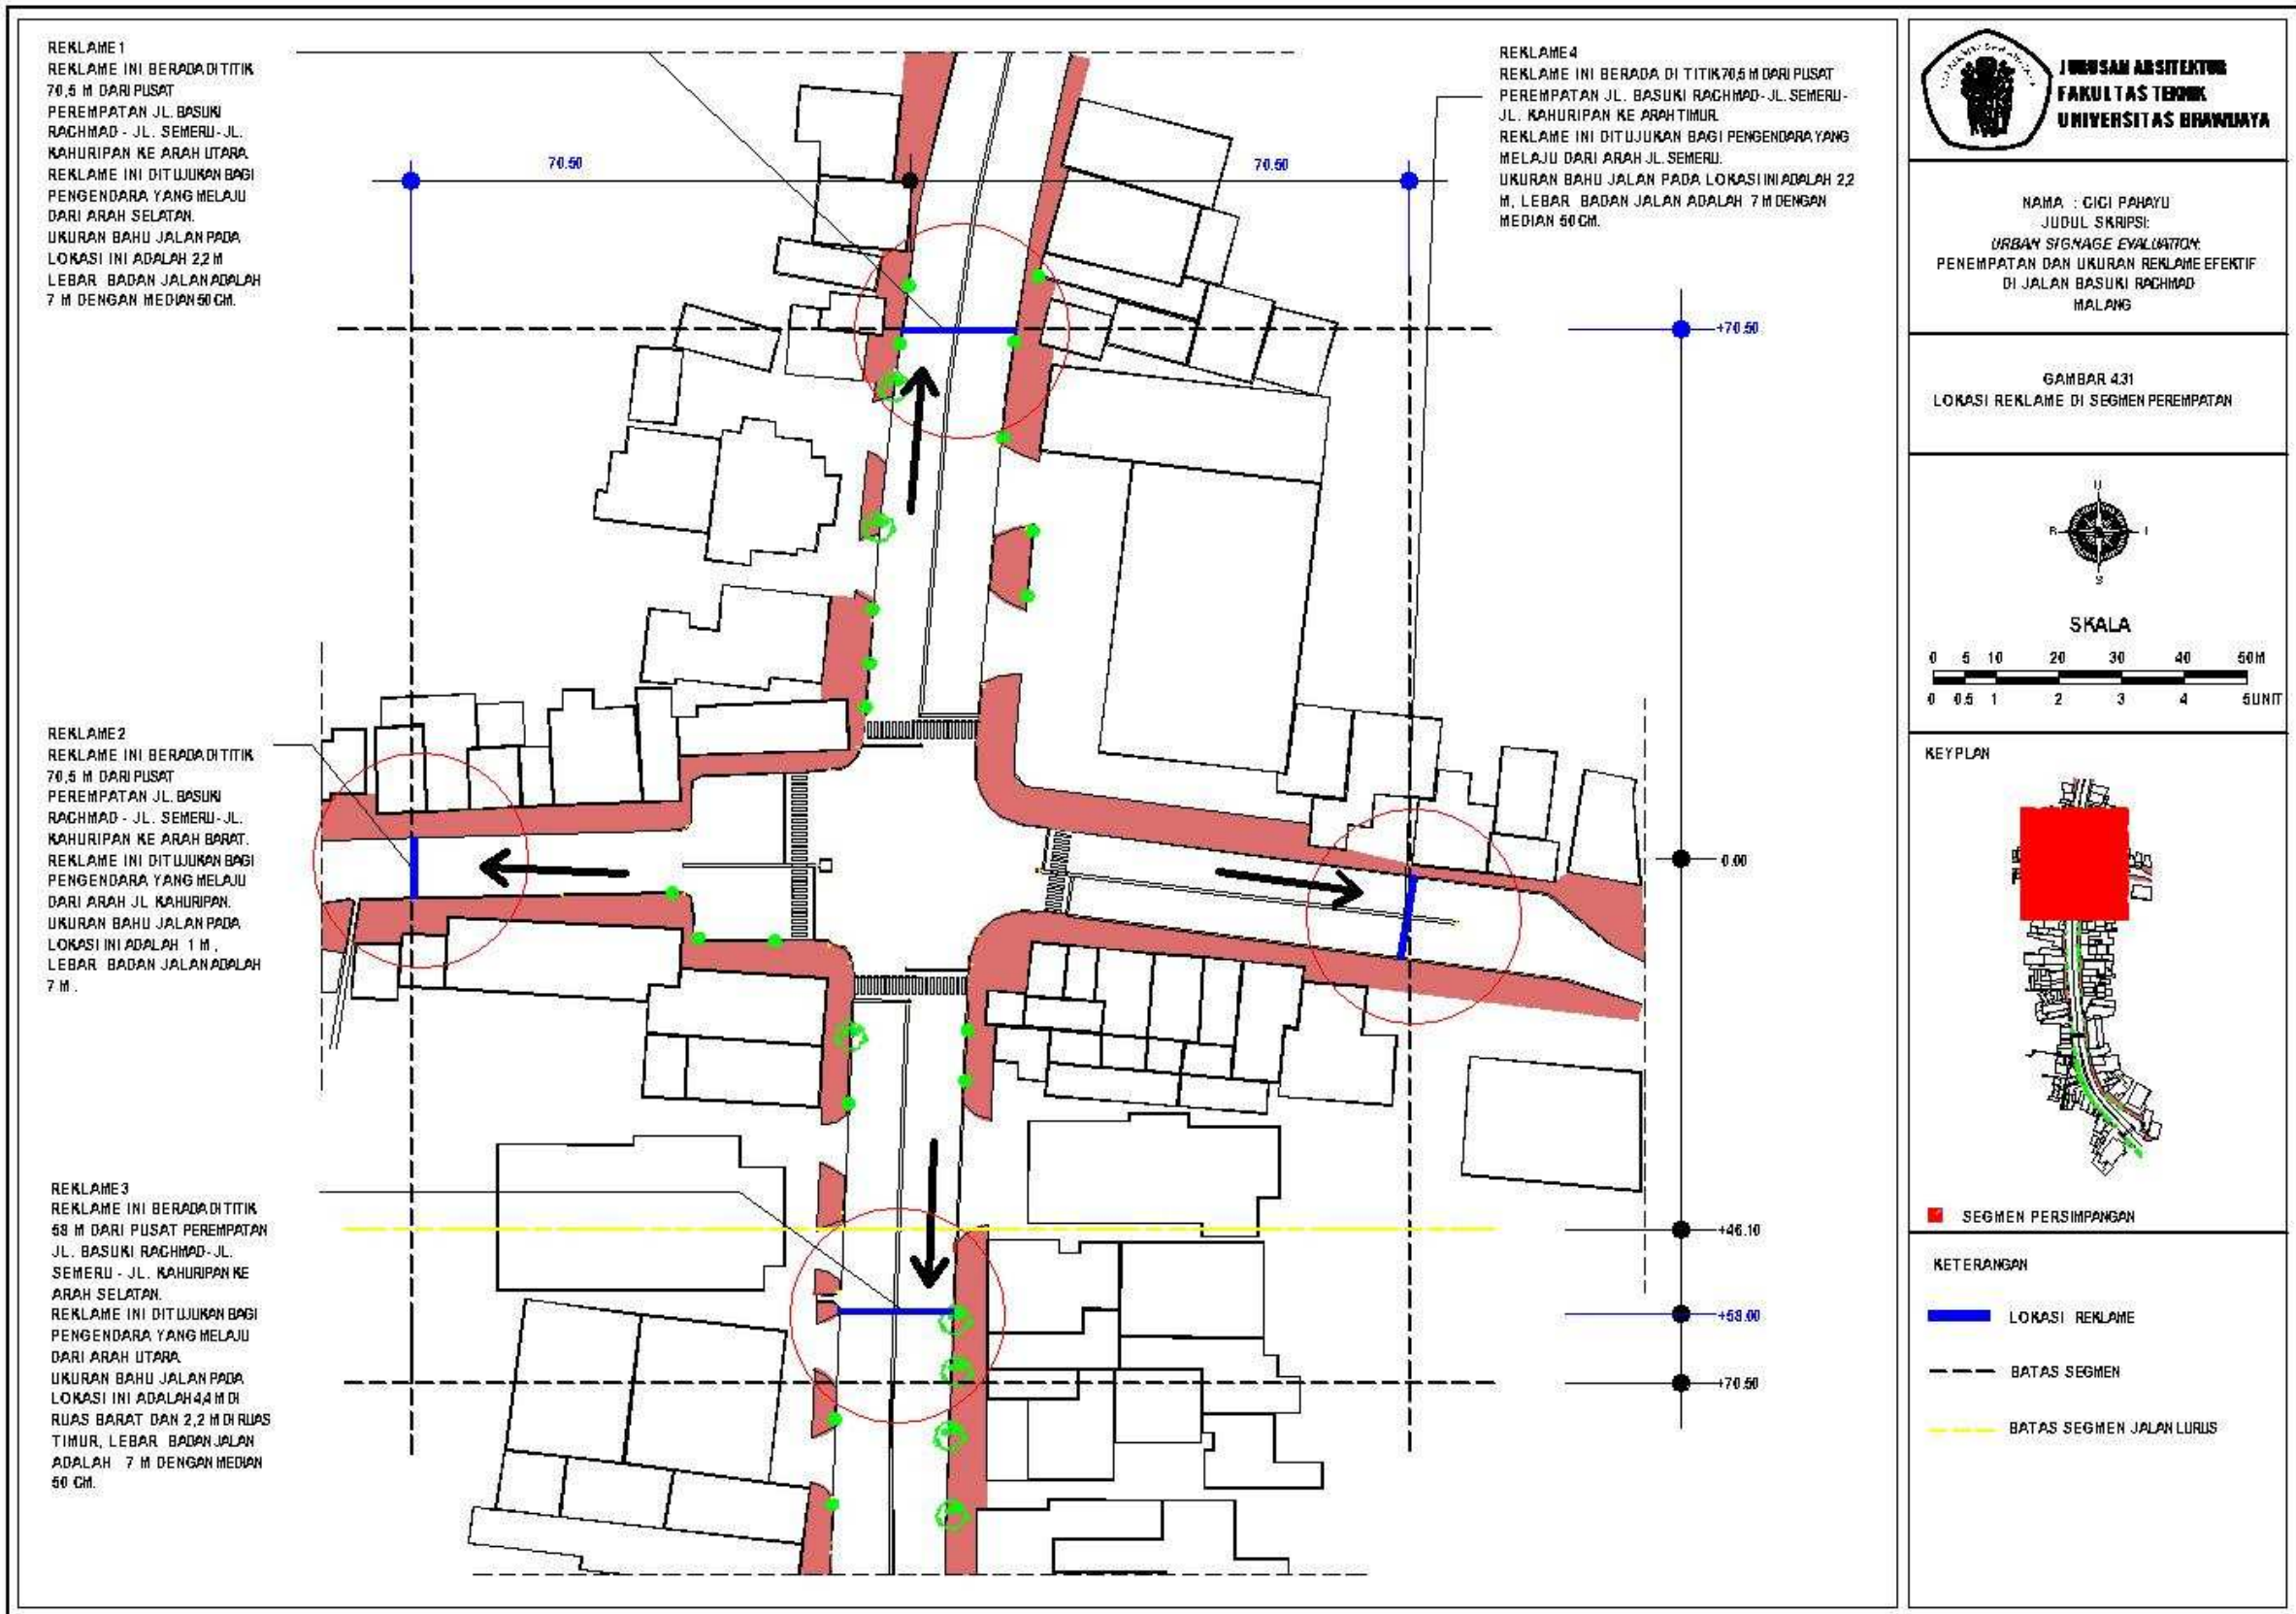 REKLAME 1
REKLAME INI BERADA DI TITIK
70,5 M DARI PUSAT
PEREMPATAN JL. BASUKI
RACHMAD - JL. SEMERU - JL.
KAHURIPAN KE ARAH UTARA.
REKLAME INI DITUJUKAN BAGI
PENGENDARA YANG MELAJU
DARI ARAH SELATAN.
UKURAN BAHU JALAN PADA
LOKASI INI ADALAH 2,2 M
LEBAR BADAN JALAN ADALAH
7 M DENGAN MEDIAN 50 CM.
REKLAME 4
REKLAME INI BERADA DI TITIK 70,5 M DARI PUSAT
PEREMPATAN JL. BASUKI RACHMAD - JL. SEMERU -
JL. KAHURIPAN KE ARAH TIMUR.
REKLAME INI DITUJUKAN BAGI PENGENDARA YANG
MELAJU DARI ARAH JL. SEMERU.
UKURAN BAHU JALAN PADA LOKASI INI ADALAH 2,2
M, LEBAR BADAN JALAN ADALAH 7 M DENGAN
MEDIAN 50 CM.
70.50
70.50
+70.50
REKLAME 2
REKLAME INI BERADA DI TITIK
70,5 M DARI PUSAT
PEREMPATAN JL. BASUKI
RACHMAD - JL. SEMERU - JL.
KAHURIPAN KE ARAH BARAT.
REKLAME INI DITUJUKAN BAGI
PENGENDARA YANG MELAJU
DARI ARAH JL KAHURIPAN.
UKURAN BAHU JALAN PADA
LOKASI INI ADALAH 1 M ,
LEBAR BADAN JALAN ADALAH
7 M .
0.00
REKLAME 3
REKLAME INI BERADA DI TITIK
58 M DARI PUSAT PEREMPATAN
JL. BASUKI RACHMAD - JL.
SEMERU - JL. KAHURIPAN KE
ARAH SELATAN.
REKLAME INI DITUJUKAN BAGI
PENGENDARA YANG MELAJU
DARI ARAH UTARA.
UKURAN BAHU JALAN PADA
LOKASI INI ADALAH 4,4 M DI
RUAS BARAT DAN 2,2 M DI RUAS
TIMUR, LEBAR BADAN JALAN
ADALAH 7 M DENGAN MEDIAN
50 CM.
+46.10
+58.00
+70.50
JURUSAN ARSITEKTUR
FAKULTAS TEKNIK
UNIVERSITAS BRAWIJAYA
NAMA : CICI PAHAYU
JUDUL SKRIPSI:
URBAN SIGNAGE EVALUATION:
PENEMPATAN DAN UKURAN REKLAME EFEKTIF
DI JALAN BASUKI RACHMAD
MALANG
GAMBAR 4.31
LOKASI REKLAME DI SEGMEN PEREMPATAN
U
B T
S
SKALA
0 5 10 20 30 40 50 M
0 0.5 1 2 3 4 5 UNIT
KEYPLAN
SEGMEN PERSIMPANGAN
KETERANGAN
LOKASI REKLAME
BATAS SEGMEN
BATAS SEGMEN JALAN LURUS